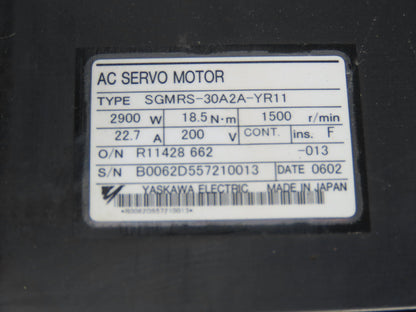 AC SERVO MOTOR
TYPE SGMRS-30A2A-YR11
2900 W 18.5 N·m 1500 r/min
22.7 A 200 V CONT. ins. F
O/N R11428 662 -013
S/N B0062D557210013 DATE 0602
YASKAWA ELECTRIC MADE IN JAPAN
*B0062D557210013*